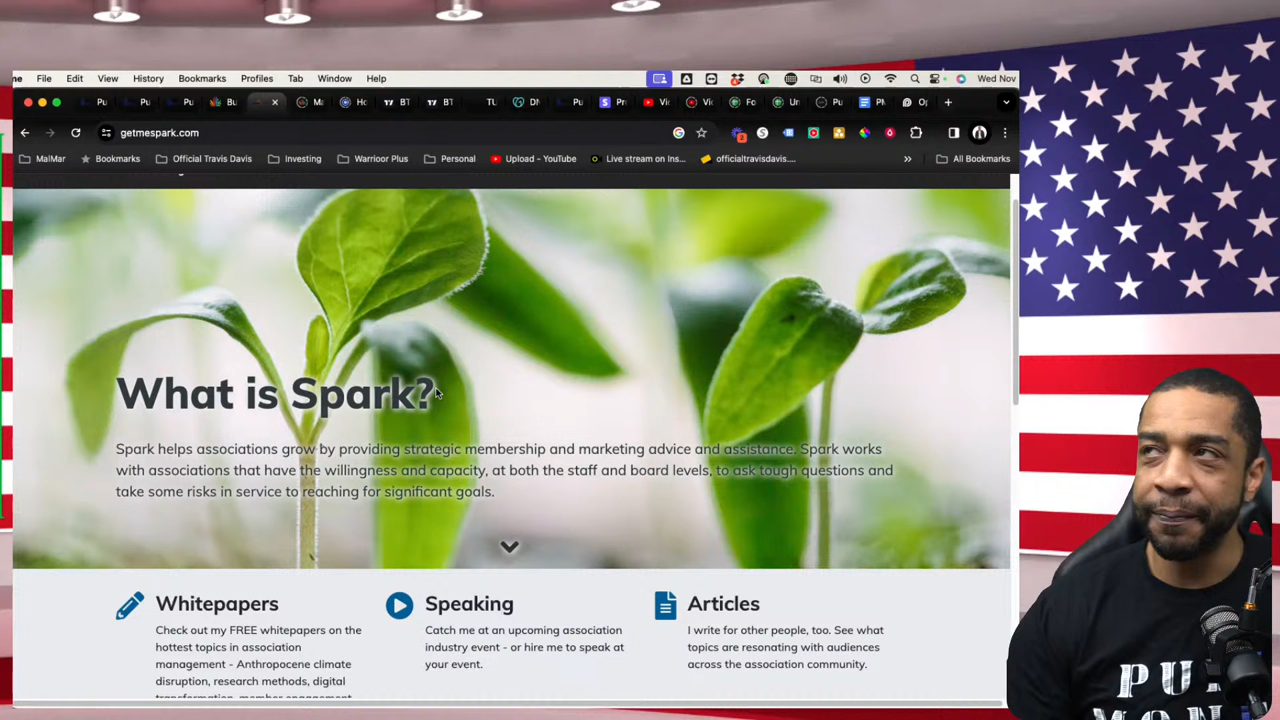 File Edit View History Bookmarks Profiles Tab Window Help Wed Nov
getmespark.com
MalMar Bookmarks Official Travis Davis Investing Warrioor Plus Personal Upload - YouTube Live stream on Ins... officialtravisdavis.... » All Bookmarks
What is Spark?
Spark helps associations grow by providing strategic membership and marketing advice and assistance. Spark works
with associations that have the willingness and capacity, at both the staff and board levels, to ask tough questions and
take some risks in service to reaching for significant goals.
Whitepapers
Check out my FREE whitepapers on the
hottest topics in association
management - Anthropocene climate
disruption, research methods, digital
transformation, member engagement
Speaking
Catch me at an upcoming association
industry event - or hire me to speak at
your event.
Articles
I write for other people, too. See what
topics are resonating with audiences
across the association community.